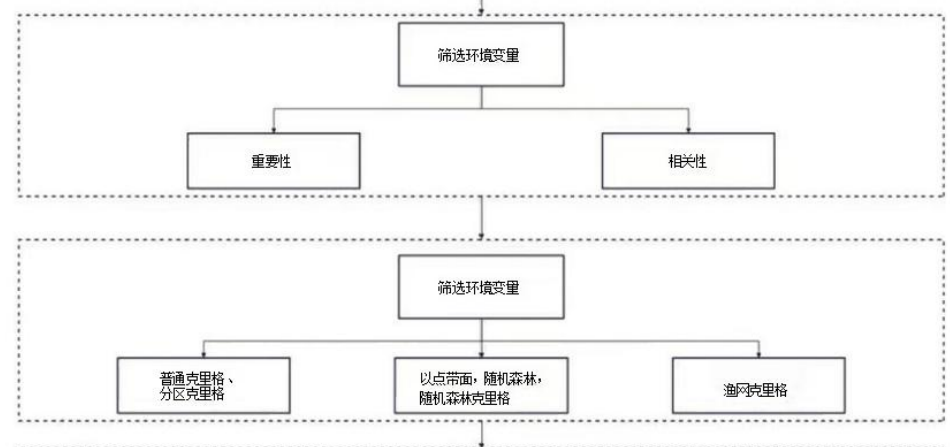 筛选环境变量
重要性
相关性
筛选环境变量
普通克里格、
分区克里格
以点带面，随机森林，
随机森林克里格
渔网克里格